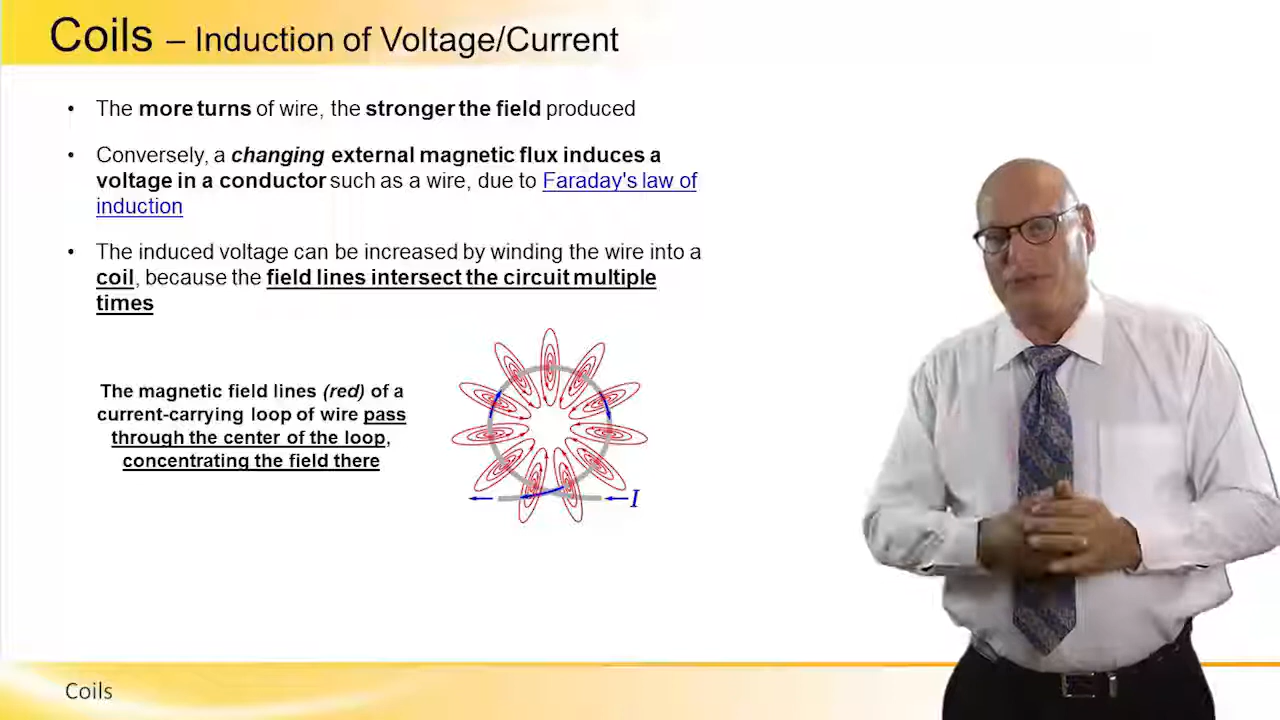 Coils – Induction of Voltage/Current
• The more turns of wire, the stronger the field produced
• Conversely, a changing external magnetic flux induces a
voltage in a conductor such as a wire, due to Faraday's law of
induction
• The induced voltage can be increased by winding the wire into a
coil, because the field lines intersect the circuit multiple
times
The magnetic field lines (red) of a
current-carrying loop of wire pass
through the center of the loop,
concentrating the field there
I
Coils